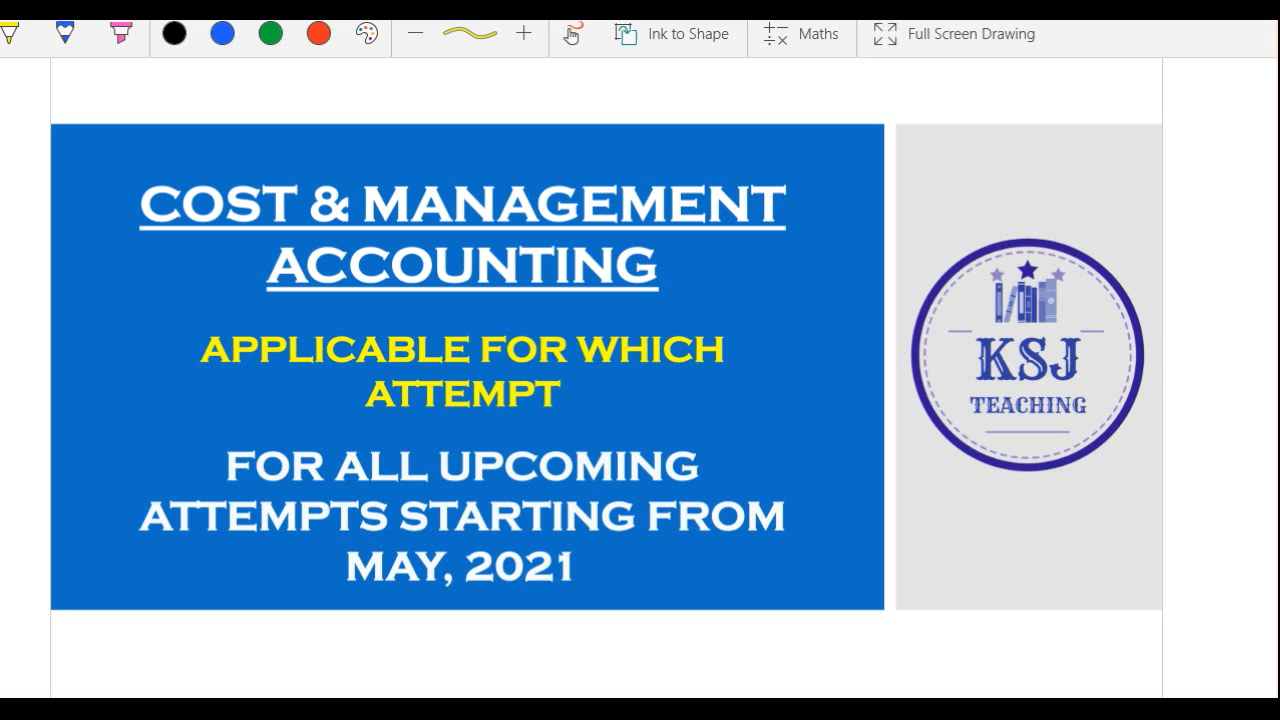 Ink to Shape
Maths
Full Screen Drawing
COST & MANAGEMENT
ACCOUNTING
APPLICABLE FOR WHICH
ATTEMPT
FOR ALL UPCOMING
ATTEMPTS STARTING FROM
MAY, 2021
KSJ
TEACHING